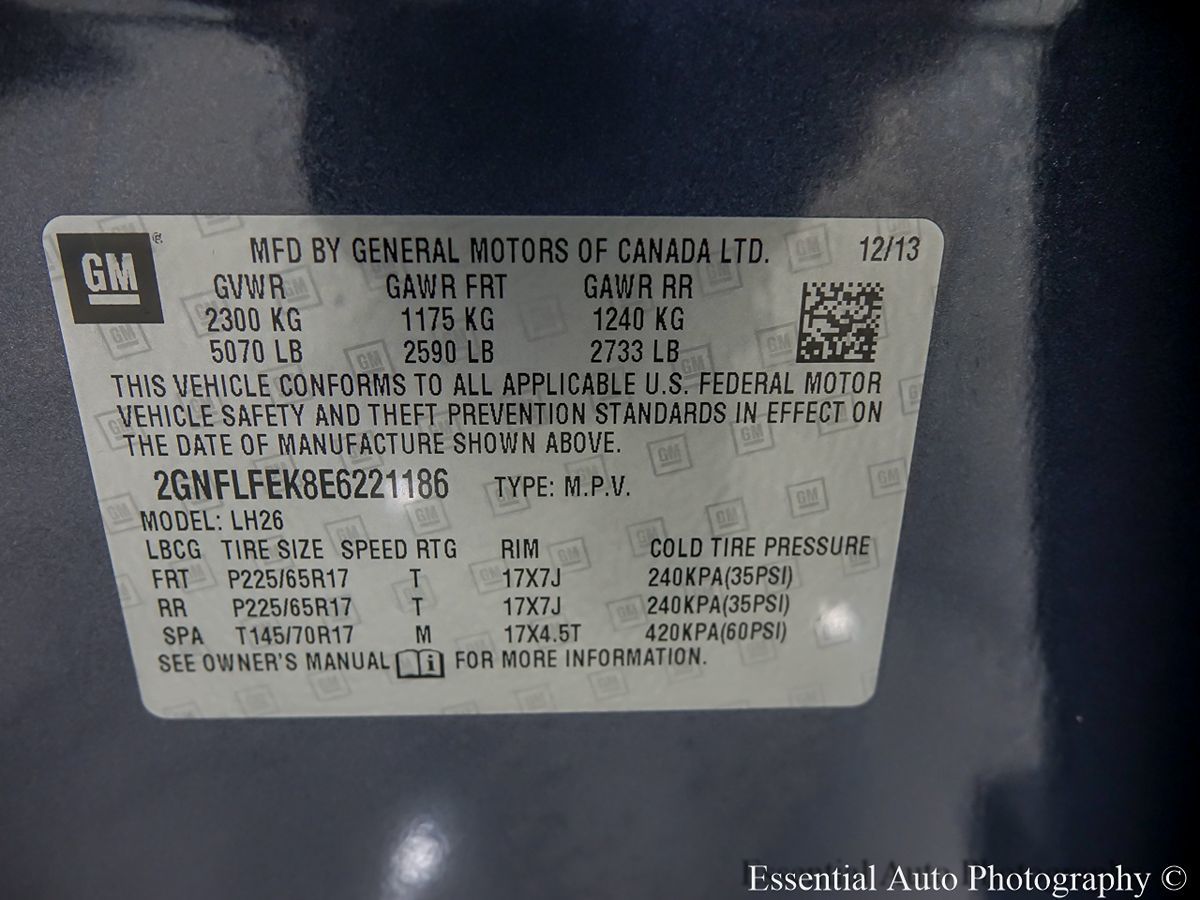 GM ® MFD BY GENERAL MOTORS OF CANADA LTD. 12/13
GVWR GAWR FRT GAWR RR
2300 KG 1175 KG 1240 KG
5070 LB 2590 LB 2733 LB
THIS VEHICLE CONFORMS TO ALL APPLICABLE U.S. FEDERAL MOTOR
VEHICLE SAFETY AND THEFT PREVENTION STANDARDS IN EFFECT ON
THE DATE OF MANUFACTURE SHOWN ABOVE.
2GNFLFEK8E6221186 TYPE: M.P.V.
MODEL: LH26
LBCG TIRE SIZE SPEED RTG RIM COLD TIRE PRESSURE
FRT P225/65R17 T 17X7J 240KPA(35PSI)
RR P225/65R17 T 17X7J 240KPA(35PSI)
SPA T145/70R17 M 17X4.5T 420KPA(60PSI)
SEE OWNER'S MANUAL FOR MORE INFORMATION.
Essential Auto Photography ©